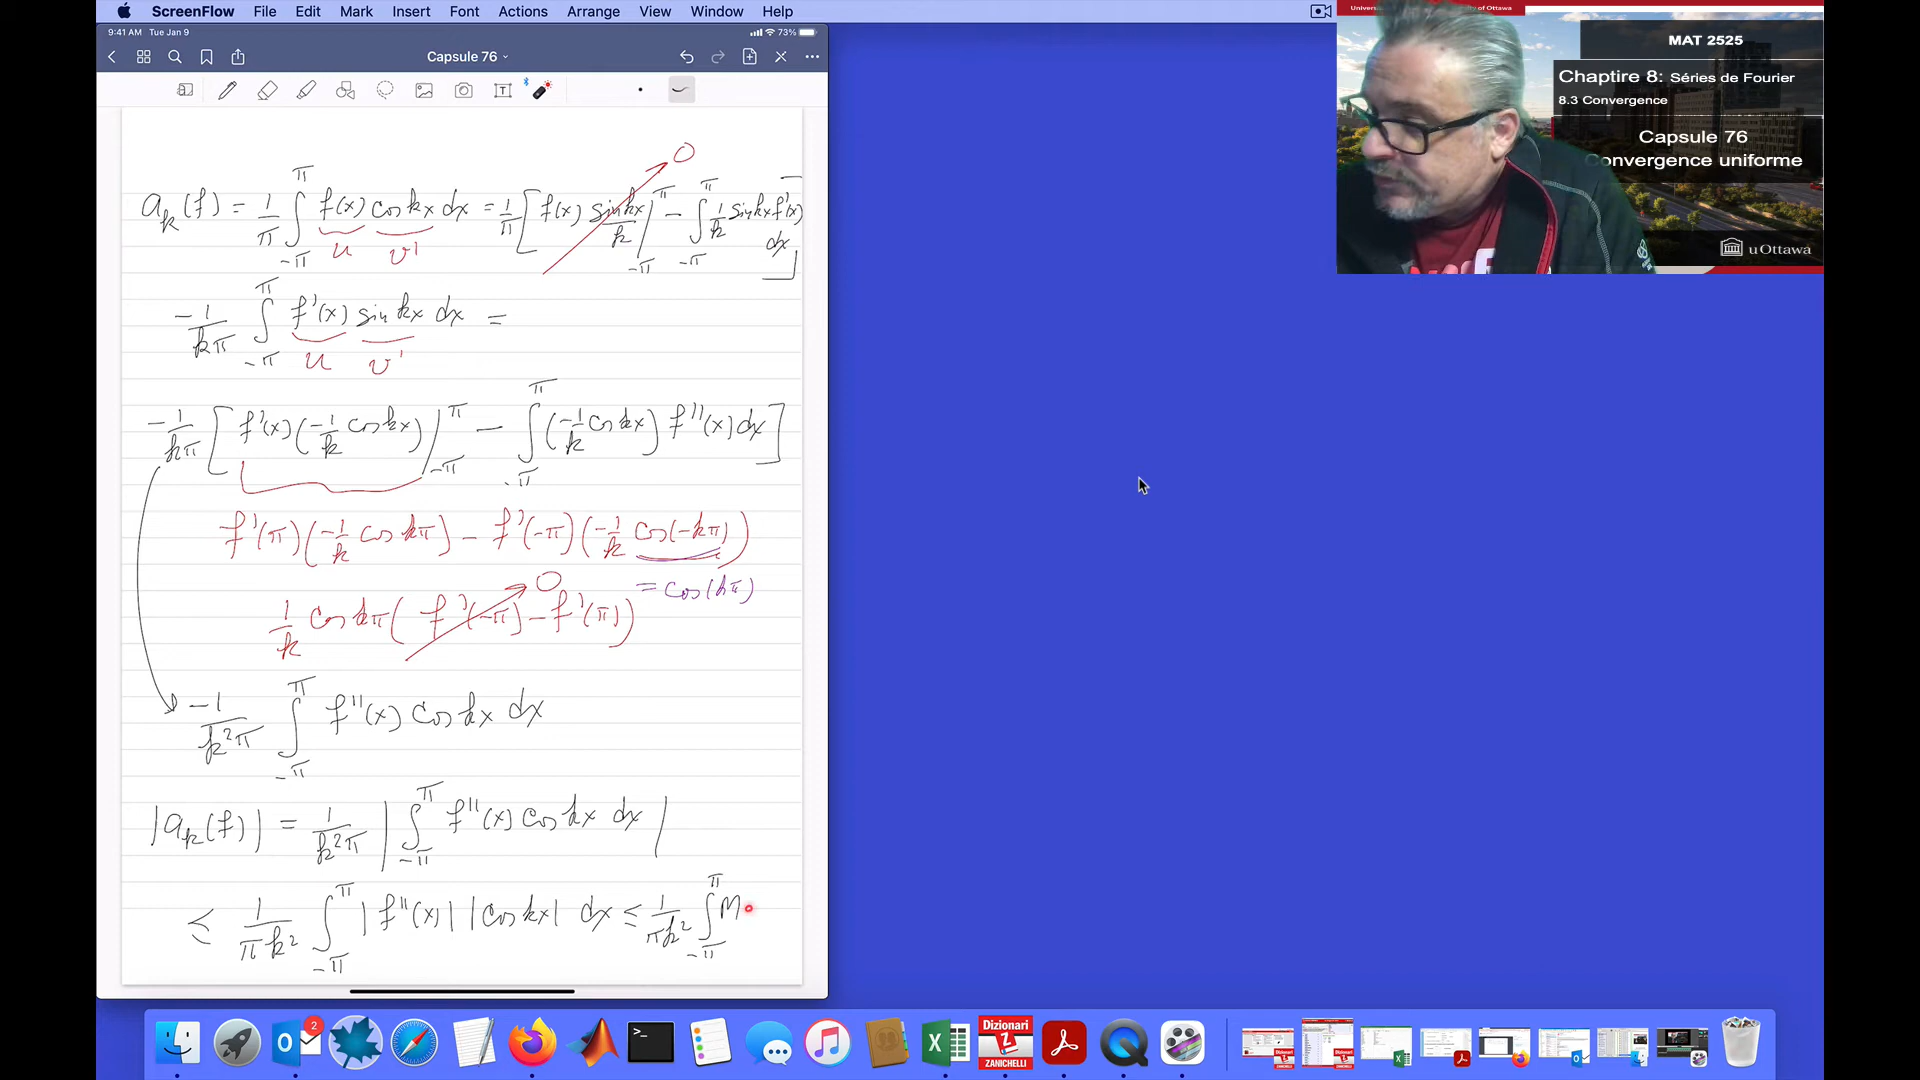 ScreenFlow File Edit Mark Insert Font Actions Arrange View Window Help
9:41 AM Tue Jan 9 73%
Capsule 76
a_k(f) = 1/π ∫_{-π}^{π} f(x) cos kx dx = 1/π [ f(x) sin kx / k |_{-π}^{π} - ∫_{-π}^{π} 1/k sin kx f'(x) dx ]
0
u v'
-1/kπ ∫_{-π}^{π} f'(x) sin kx dx =
u v'
-1/kπ [ f'(x) (-1/k cos kx) |_{-π}^{π} - ∫_{-π}^{π} (-1/k cos kx) f''(x) dx ]
f'(π) (-1/k cos kπ) - f'(-π) (-1/k cos(-kπ))
= cos(kπ)
0
1/k cos kπ ( f'(-π) - f'(π) )
-1/k²π ∫_{-π}^{π} f''(x) cos kx dx
|a_k(f)| = 1/k²π | ∫_{-π}^{π} f''(x) cos kx dx |
≤ 1/πk² ∫_{-π}^{π} |f''(x)| |cos kx| dx ≤ 1/πk² ∫_{-π}^{π} M
MAT 2525
Chaptire 8: Séries de Fourier
8.3 Convergence
Capsule 76
Convergence uniforme
uOttawa
2
Dizionari
ZANICHELLI